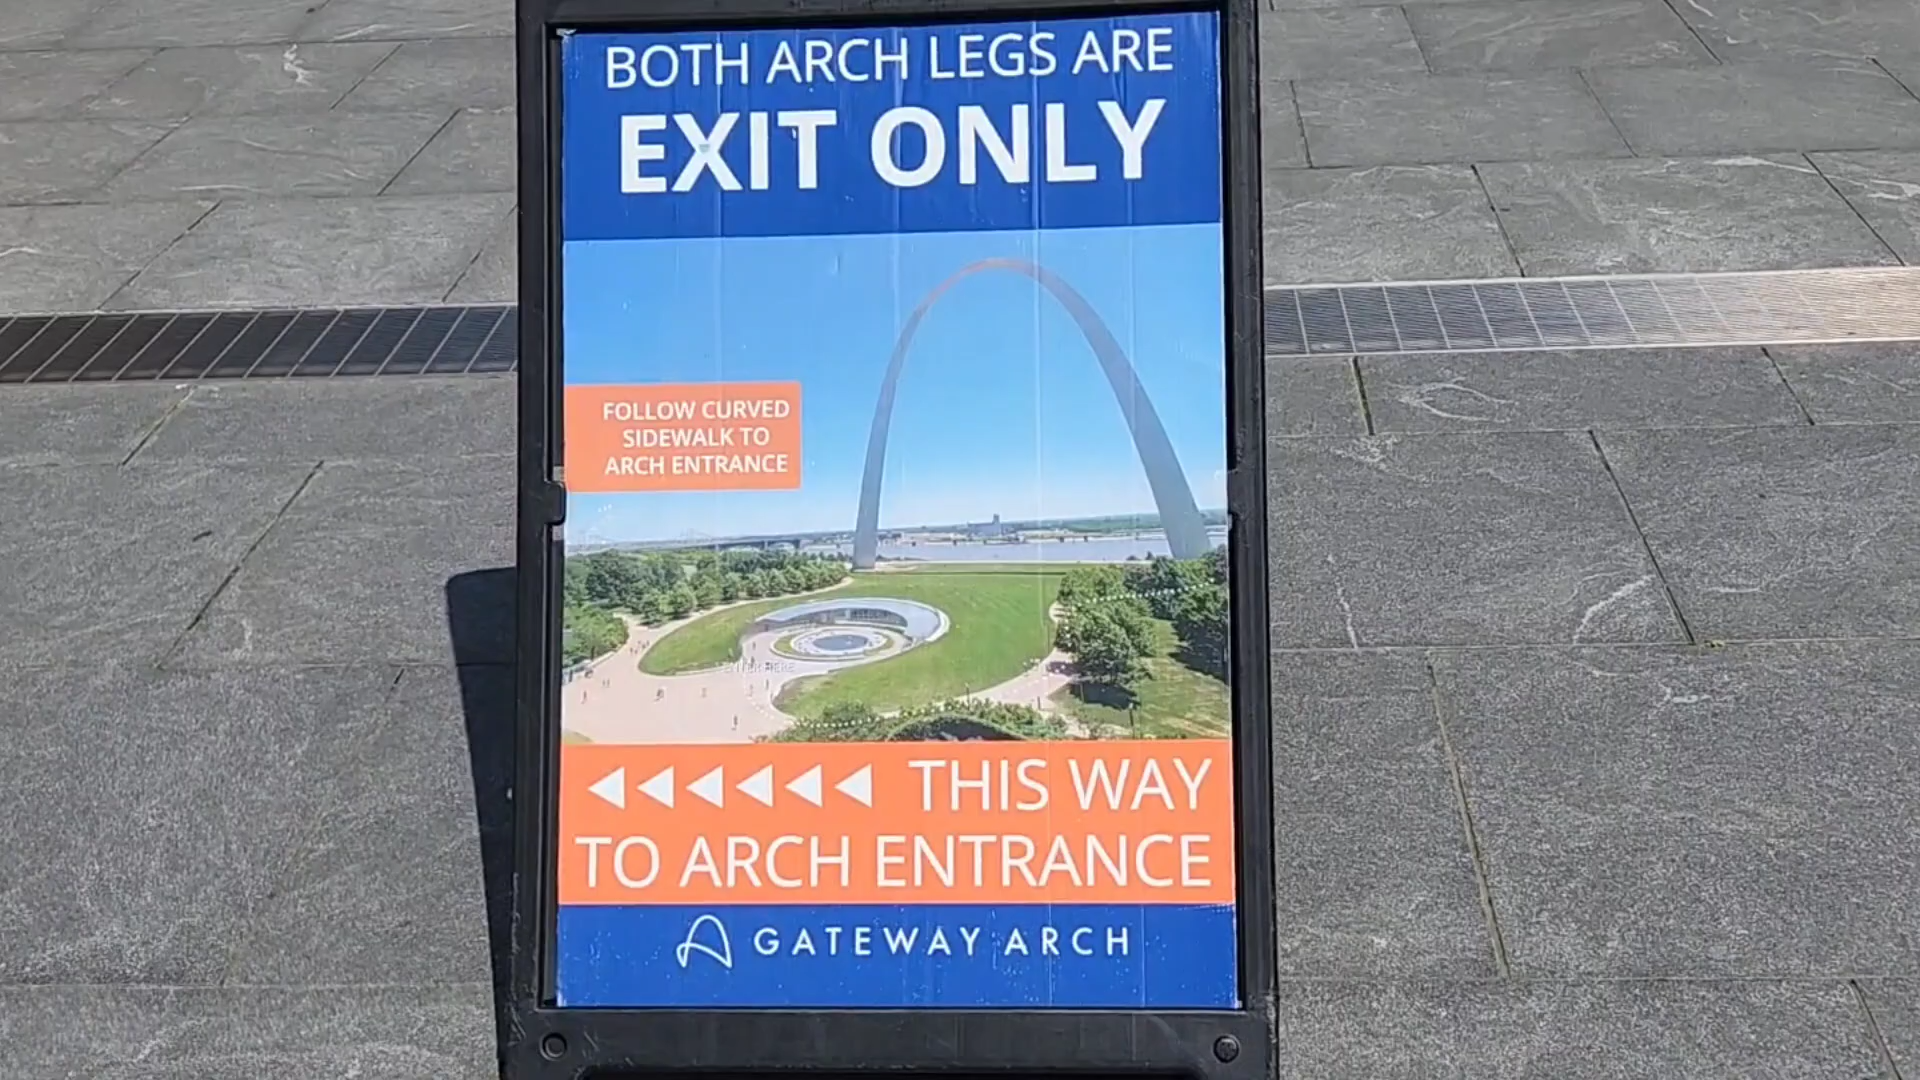 BOTH ARCH LEGS ARE
EXIT ONLY
FOLLOW CURVED
SIDEWALK TO
ARCH ENTRANCE
THIS WAY
TO ARCH ENTRANCE
GATEWAY ARCH